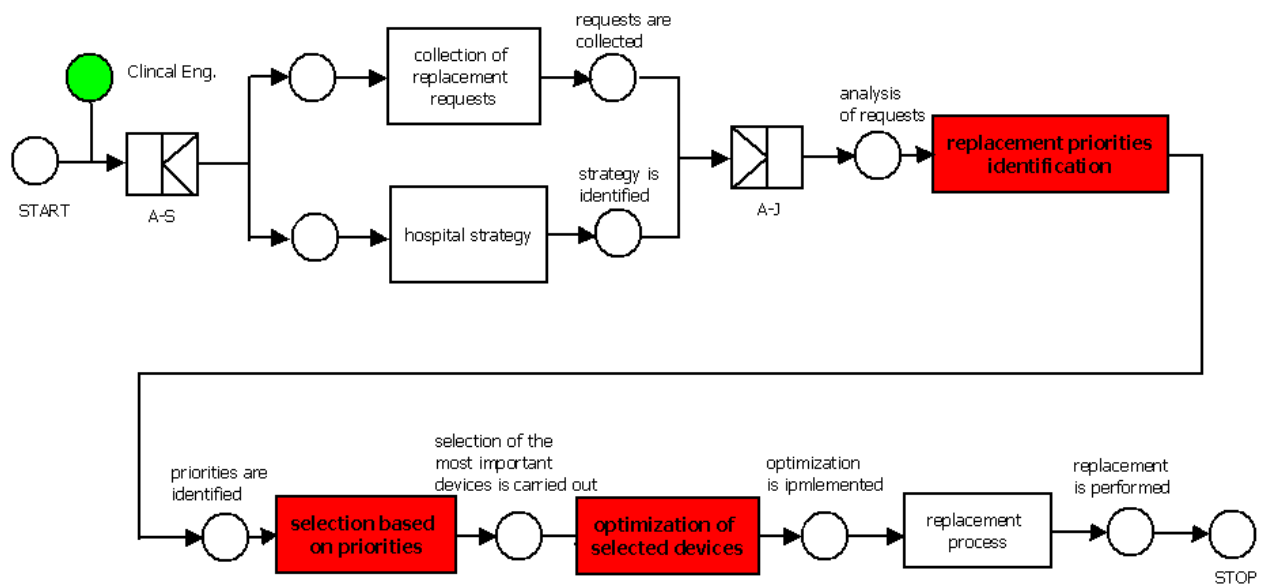 Clincal Eng.
START
A-S
collection of
replacement
requests
requests are
collected
hospital strategy
strategy is
identified
A-J
analysis
of requests
replacement priorities
identification
priorities are
identified
selection based
on priorities
selection of the
most important
devices is carried out
optimization of
selected devices
optimization
is ipmlemented
replacement
process
replacement
is performed
STOP